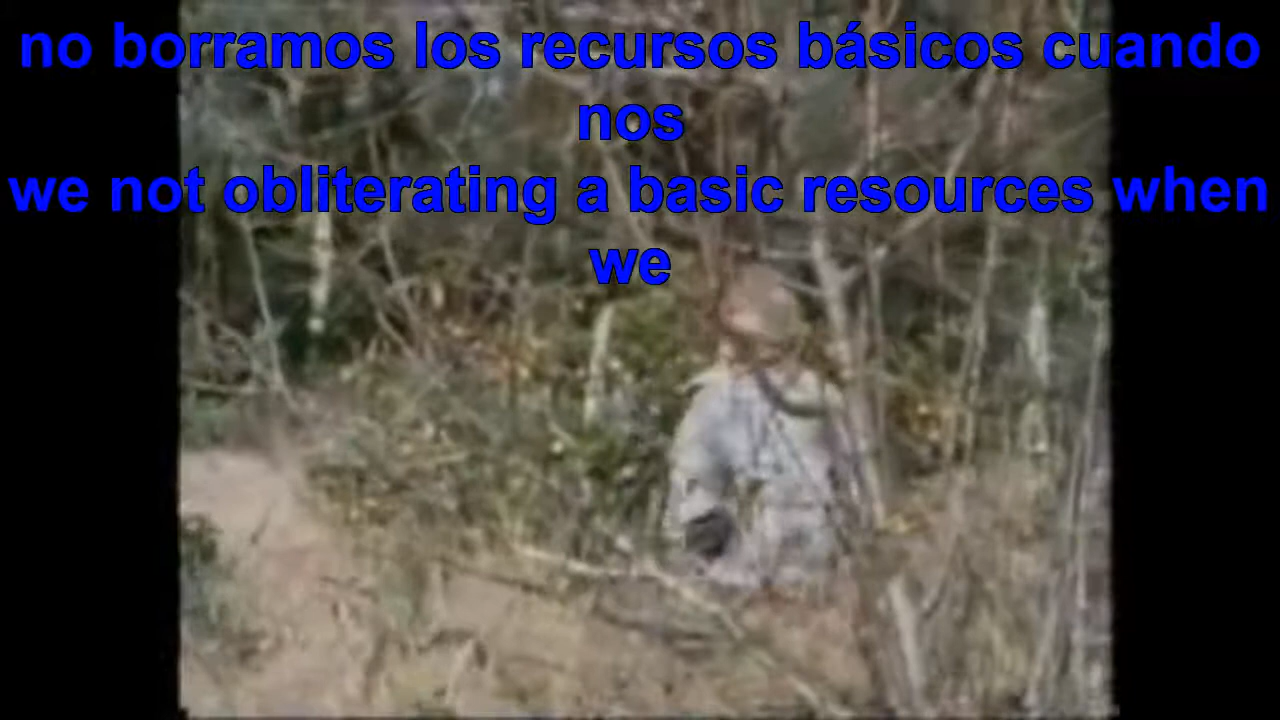 no borramos los recursos básicos cuando
nos
we not obliterating a basic resources when
we